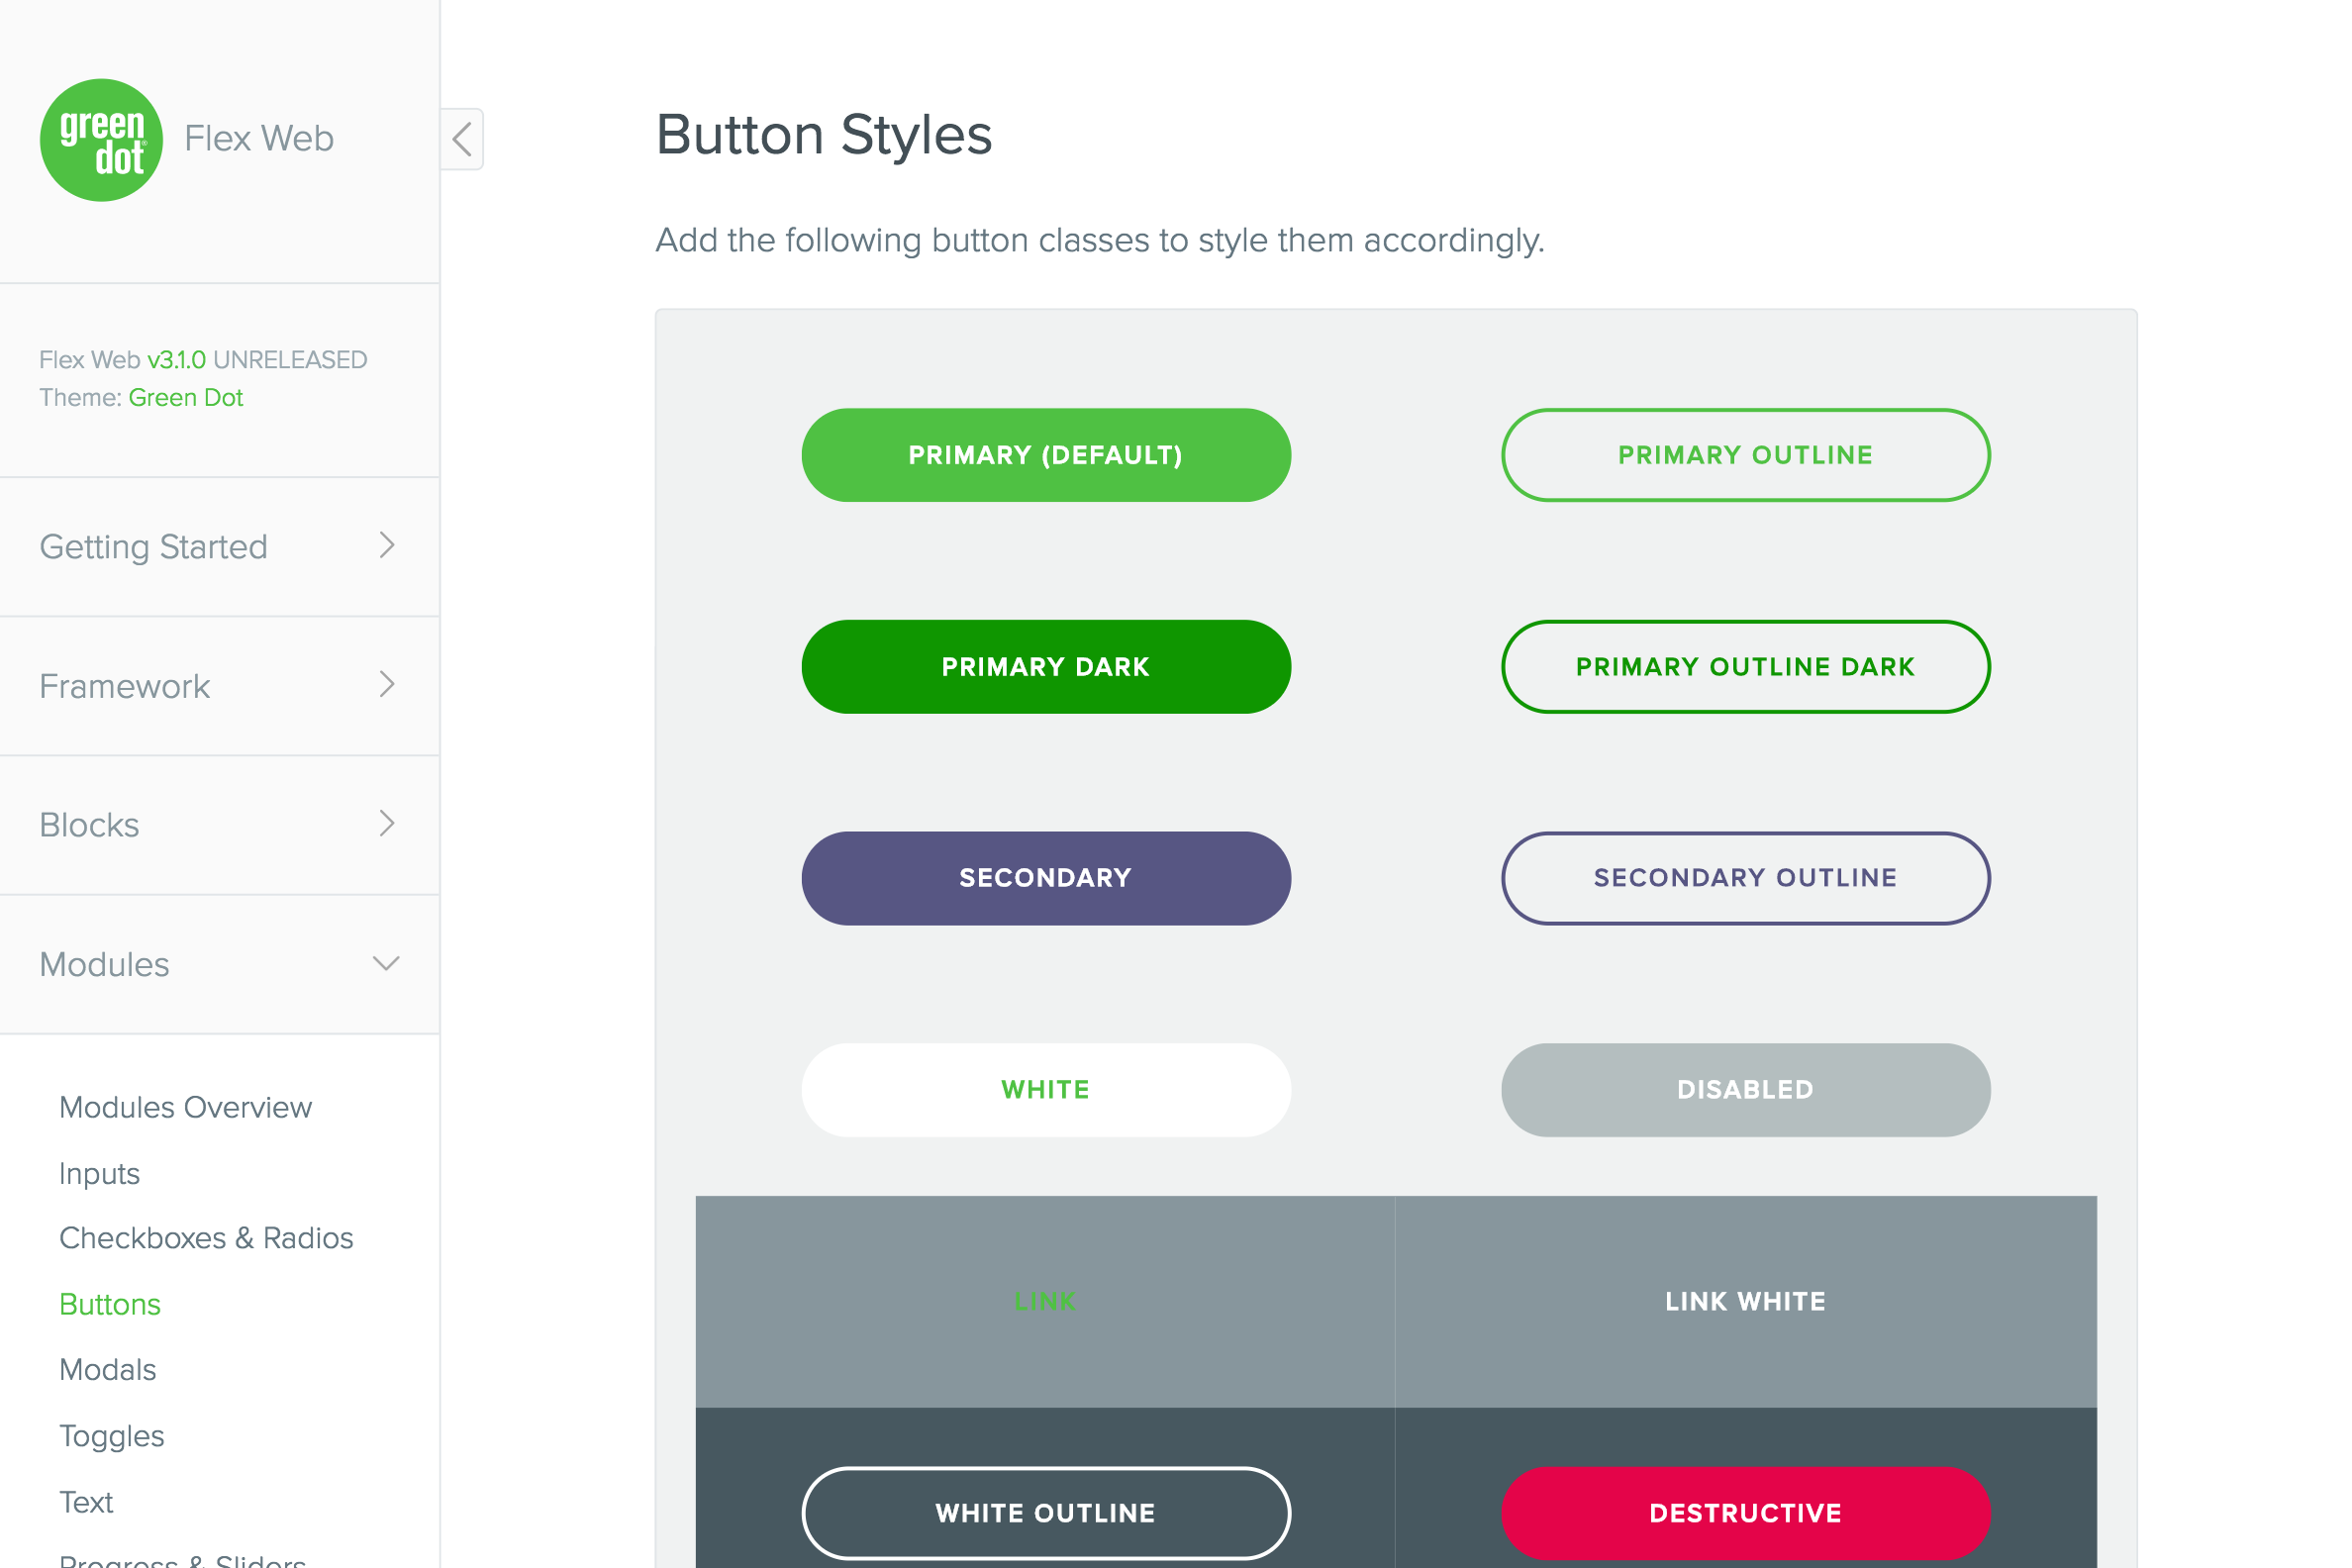 green
dot®
Flex Web
Flex Web v3.1.0 UNRELEASED
Theme: Green Dot
Getting Started
Framework
Blocks
Modules
Modules Overview
Inputs
Checkboxes & Radios
Buttons
Modals
Toggles
Text
Progress & Sliders
Button Styles
Add the following button classes to style them accordingly.
PRIMARY (DEFAULT)
PRIMARY OUTLINE
PRIMARY DARK
PRIMARY OUTLINE DARK
SECONDARY
SECONDARY OUTLINE
WHITE
DISABLED
LINK
LINK WHITE
WHITE OUTLINE
DESTRUCTIVE